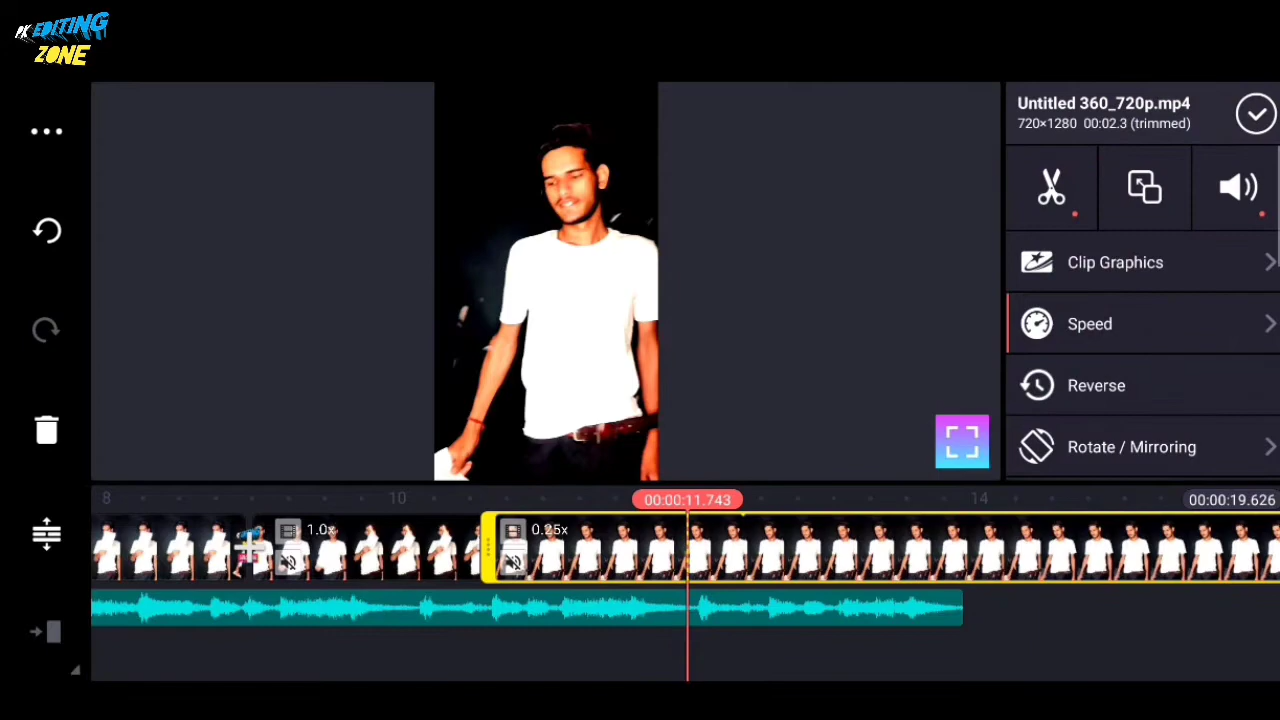 PK EDITING
ZONE
Untitled 360_720p.mp4
720×1280 00:02.3 (trimmed)
Clip Graphics
Speed
Reverse
Rotate / Mirroring
8
10
00:00:11.743
14
00:00:19.626
1.0x
0.25x